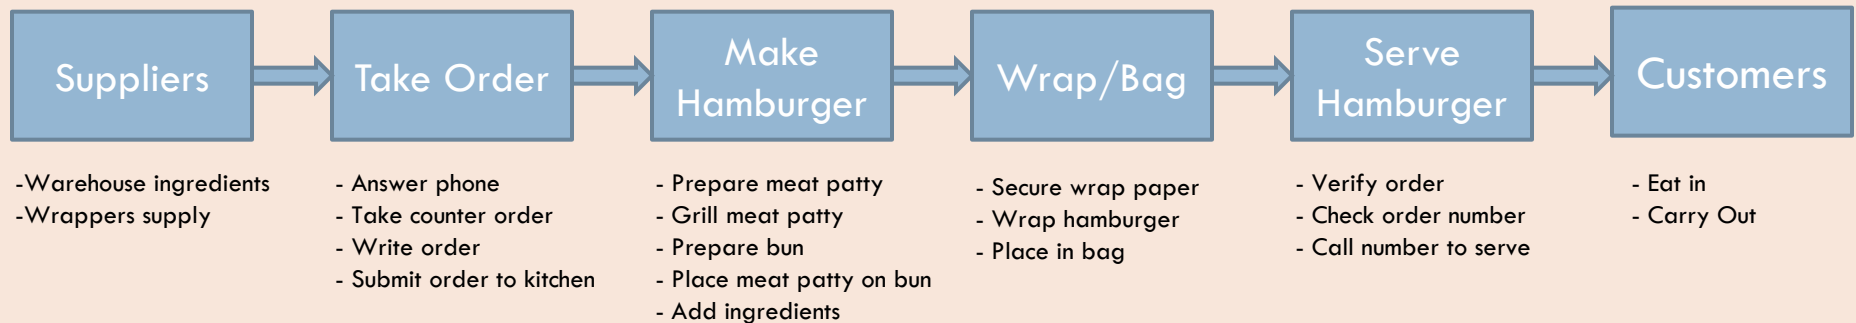 Suppliers
-Warehouse ingredients
-Wrappers supply
Take Order
- Answer phone
- Take counter order
- Write order
- Submit order to kitchen
Make
Hamburger
- Prepare meat patty
- Grill meat patty
- Prepare bun
- Place meat patty on bun
- Add ingredients
Wrap/Bag
- Secure wrap paper
- Wrap hamburger
- Place in bag
Serve
Hamburger
- Verify order
- Check order number
- Call number to serve
Customers
- Eat in
- Carry Out